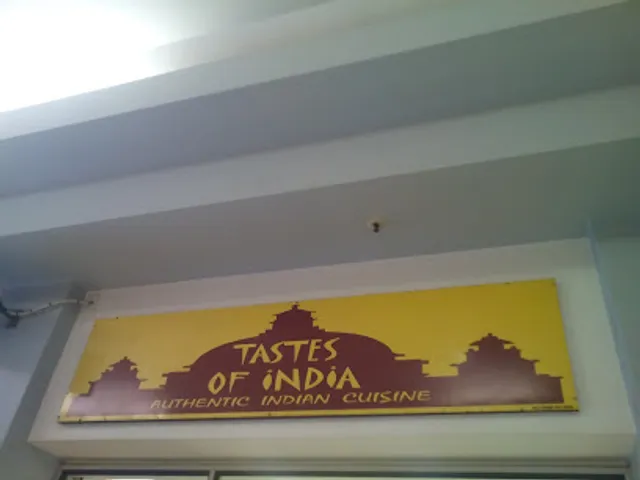 TASTES
OF iNDiA
AUTHENTIC INDIAN CUISINE